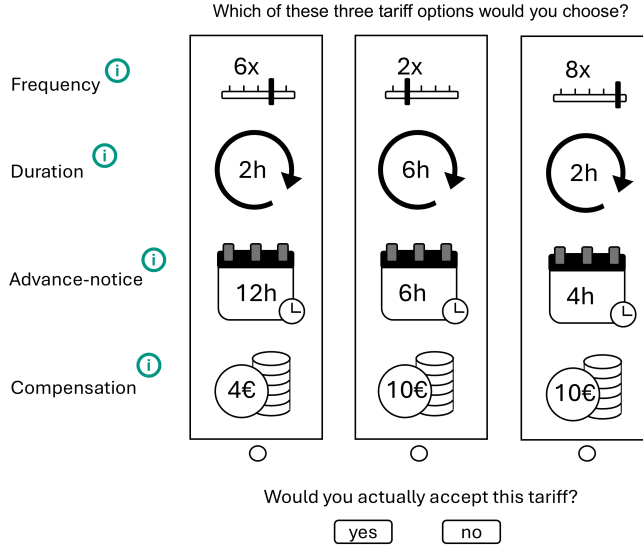 Which of these three tariff options would you choose?
Frequency i 6x 2x 8x
Duration i 2h 6h 2h
Advance-notice i 12h 6h 4h
Compensation i 4€ 10€ 10€
Would you actually accept this tariff?
yes no